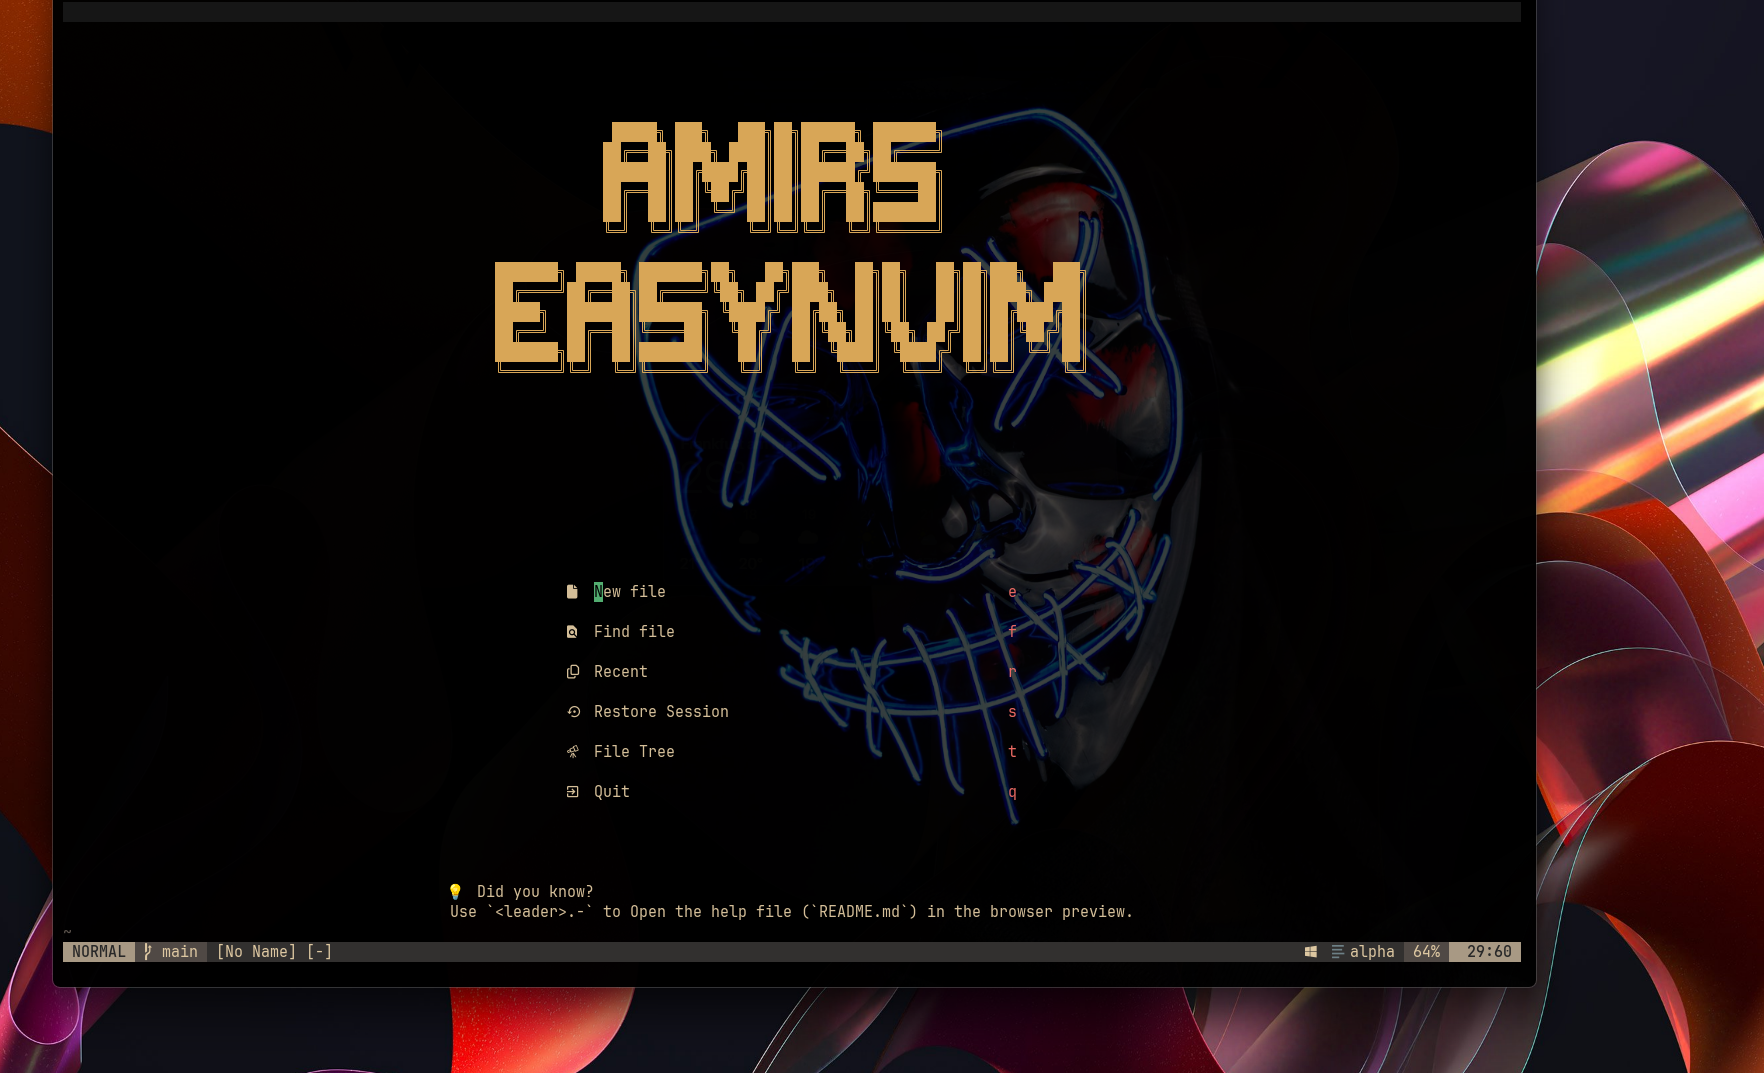 AMIRS
EASYNVIM
New file e
Find file f
Recent r
Restore Session s
File Tree t
Quit q
💡 Did you know?
Use `<leader>.-` to Open the help file (`README.md`) in the browser preview.
~
NORMAL main [No Name] [-] alpha 64% 29:60